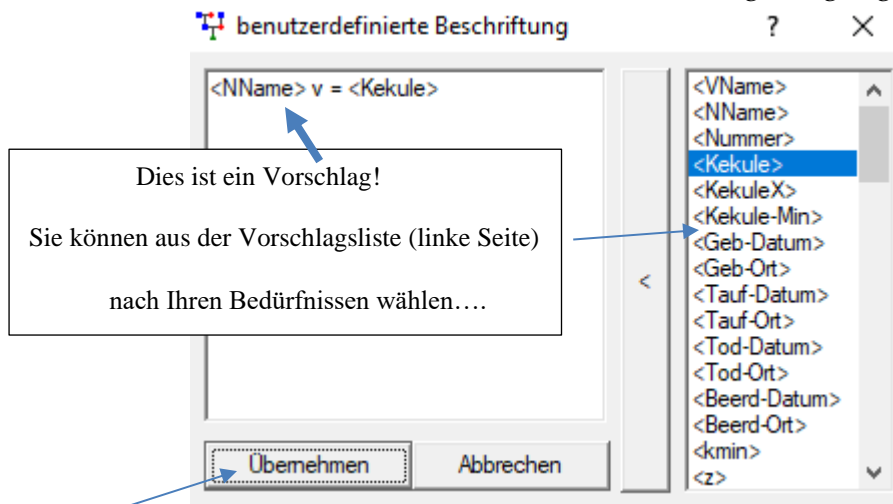 benutzerdefinierte Beschriftung ? ×
<NName> v = <Kekule>
Dies ist ein Vorschlag!
Sie können aus der Vorschlagsliste (linke Seite)
nach Ihren Bedürfnissen wählen….
Übernehmen Abbrechen
<
<VName>
<NName>
<Nummer>
<Kekule>
<KekuleX>
<Kekule-Min>
<Geb-Datum>
<Geb-Ort>
<Tauf-Datum>
<Tauf-Ort>
<Tod-Datum>
<Tod-Ort>
<Beerd-Datum>
<Beerd-Ort>
<kmin>
<z>